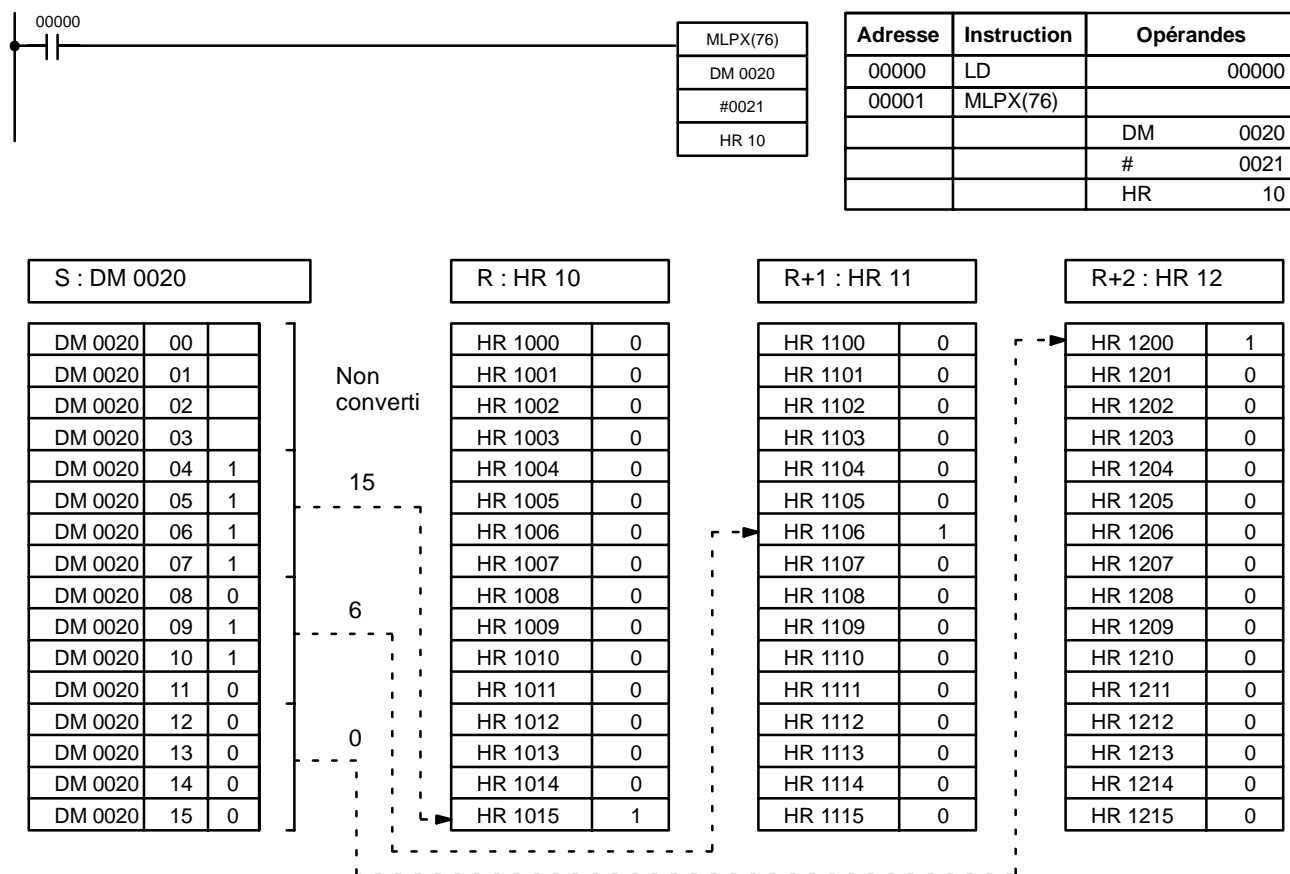 00000
MLPX(76)
DM 0020
#0021
HR 10
Adresse Instruction Opérandes
00000 LD 00000
00001 MLPX(76)
DM 0020
# 0021
HR 10
S : DM 0020 R : HR 10 R+1 : HR 11 R+2 : HR 12
DM 0020 00 HR 1000 0 HR 1100 0 HR 1200 1
DM 0020 01 Non HR 1001 0 HR 1101 0 HR 1201 0
DM 0020 02 converti HR 1002 0 HR 1102 0 HR 1202 0
DM 0020 03 HR 1003 0 HR 1103 0 HR 1203 0
DM 0020 04 1 HR 1004 0 HR 1104 0 HR 1204 0
15
DM 0020 05 1 HR 1005 0 HR 1105 0 HR 1205 0
DM 0020 06 1 HR 1006 0 HR 1106 1 HR 1206 0
DM 0020 07 1 HR 1007 0 HR 1107 0 HR 1207 0
DM 0020 08 0 HR 1008 0 HR 1108 0 HR 1208 0
6
DM 0020 09 1 HR 1009 0 HR 1109 0 HR 1209 0
DM 0020 10 1 HR 1010 0 HR 1110 0 HR 1210 0
DM 0020 11 0 HR 1011 0 HR 1111 0 HR 1211 0
DM 0020 12 0 HR 1012 0 HR 1112 0 HR 1212 0
0
DM 0020 13 0 HR 1013 0 HR 1113 0 HR 1213 0
DM 0020 14 0 HR 1014 0 HR 1114 0 HR 1214 0
DM 0020 15 0 HR 1015 1 HR 1115 0 HR 1215 0